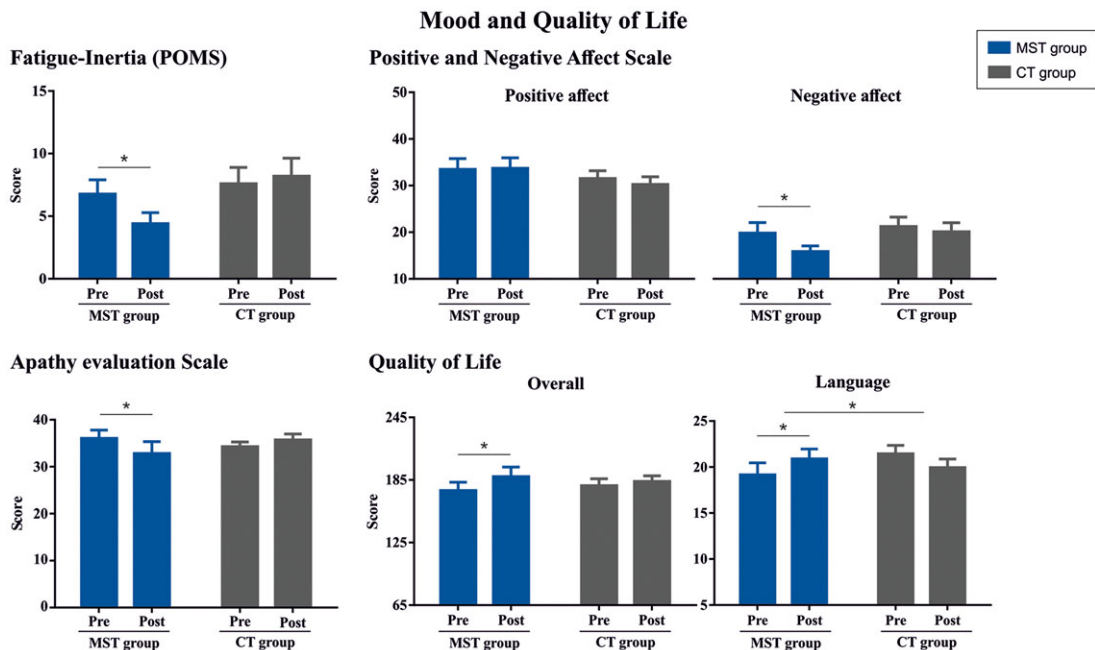 Mood and Quality of Life
MST group
CT group
Fatigue-Inertia (POMS)
15
10
5
0
Score
*
Pre Post Pre Post
MST group CT group
Positive and Negative Affect Scale
Positive affect
50
40
30
20
10
Score
Pre Post Pre Post
MST group CT group
Negative affect
*
Pre Post Pre Post
MST group CT group
Apathy evaluation Scale
40
30
20
10
0
Score
*
Pre Post Pre Post
MST group CT group
Quality of Life
Overall
245
185
125
65
Score
*
Pre Post Pre Post
MST group CT group
Language
25
20
15
10
5
*
*
Pre Post Pre Post
MST group CT group